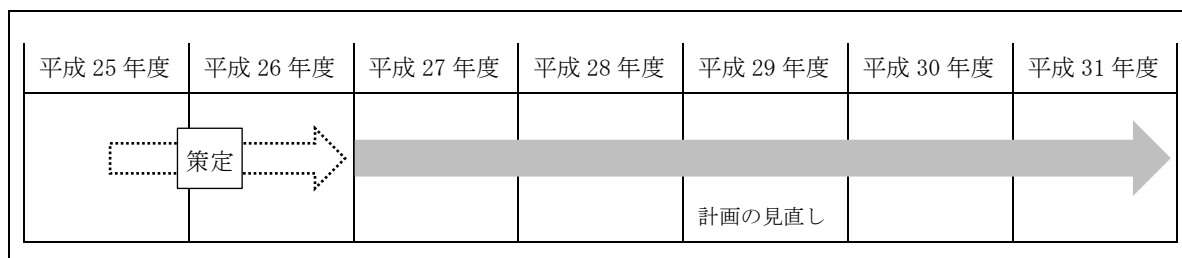 平成 25 年度 平成 26 年度 平成 27 年度 平成 28 年度 平成 29 年度 平成 30 年度 平成 31 年度
策定
計画の見直し